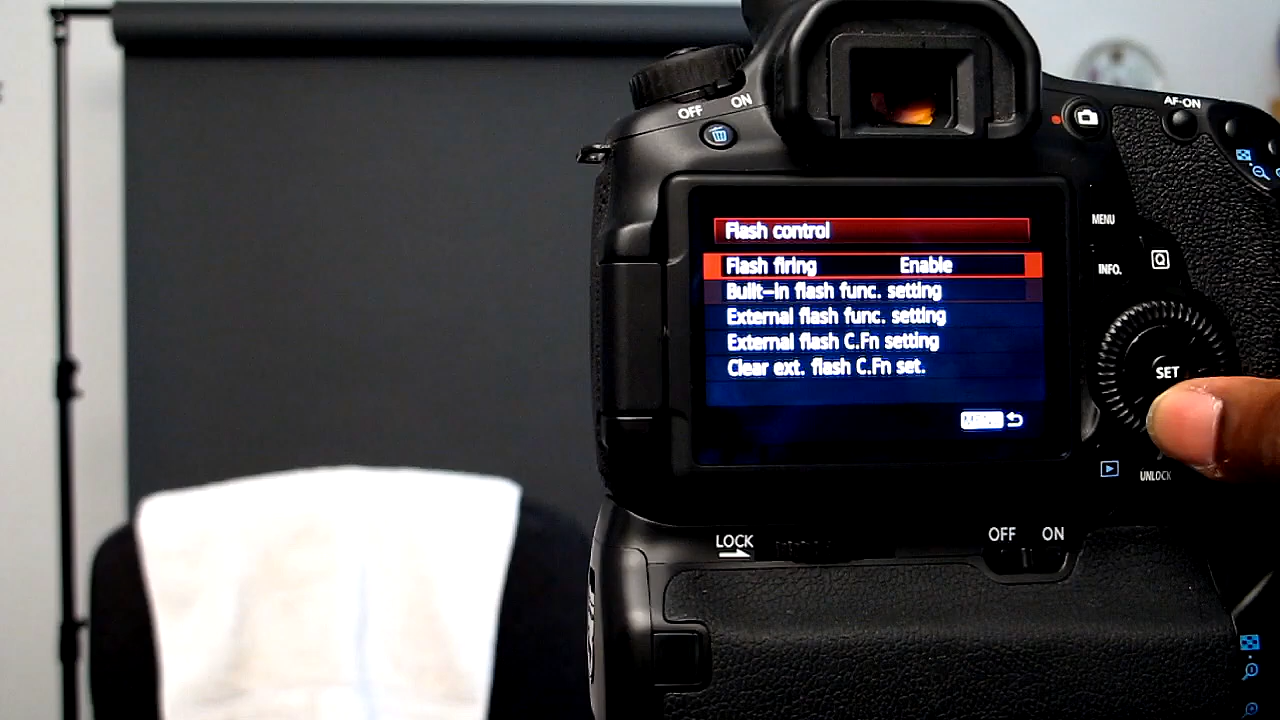 OFF ON
AF-ON
Flash control
MENU
Flash firing Enable
INFO.
Q
Built-in flash func. setting
External flash func. setting
External flash C.Fn setting
SET
Clear ext. flash C.Fn set.
MENU
UNLOCK
LOCK
OFF ON